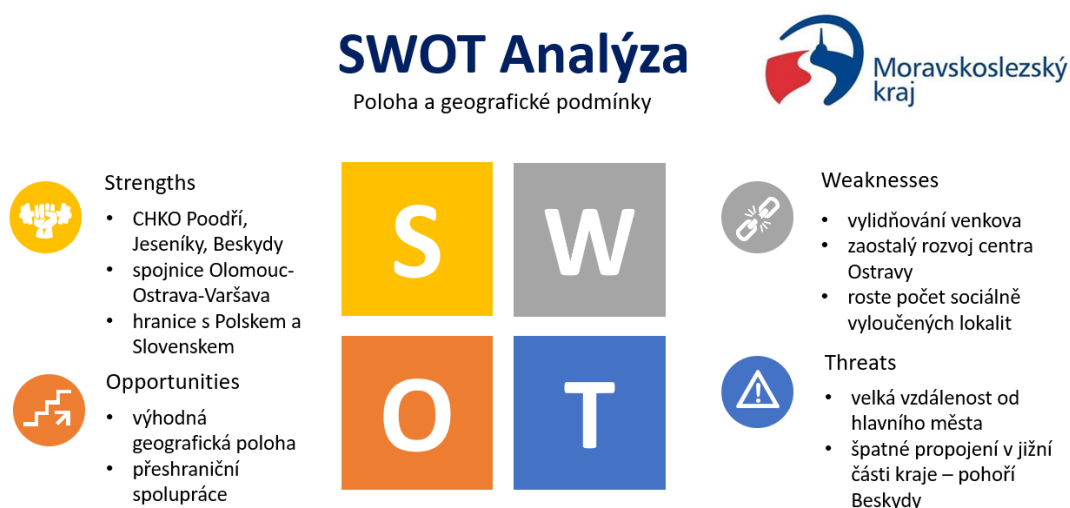 SWOT Analýza
Poloha a geografické podmínky
Moravskoslezský
kraj
Strengths
• CHKO Poodří,
Jeseníky, Beskydy
• spojnice Olomouc-
Ostrava-Varšava
• hranice s Polskem a
Slovenskem
S
W
Weaknesses
• vylidňování venkova
• zaostalý rozvoj centra
Ostravy
• roste počet sociálně
vyloučených lokalit
Opportunities
• výhodná
geografická poloha
• přeshraniční
spolupráce
O
T
Threats
• velká vzdálenost od
hlavního města
• špatné propojení v jižní
části kraje – pohoří
Beskydy